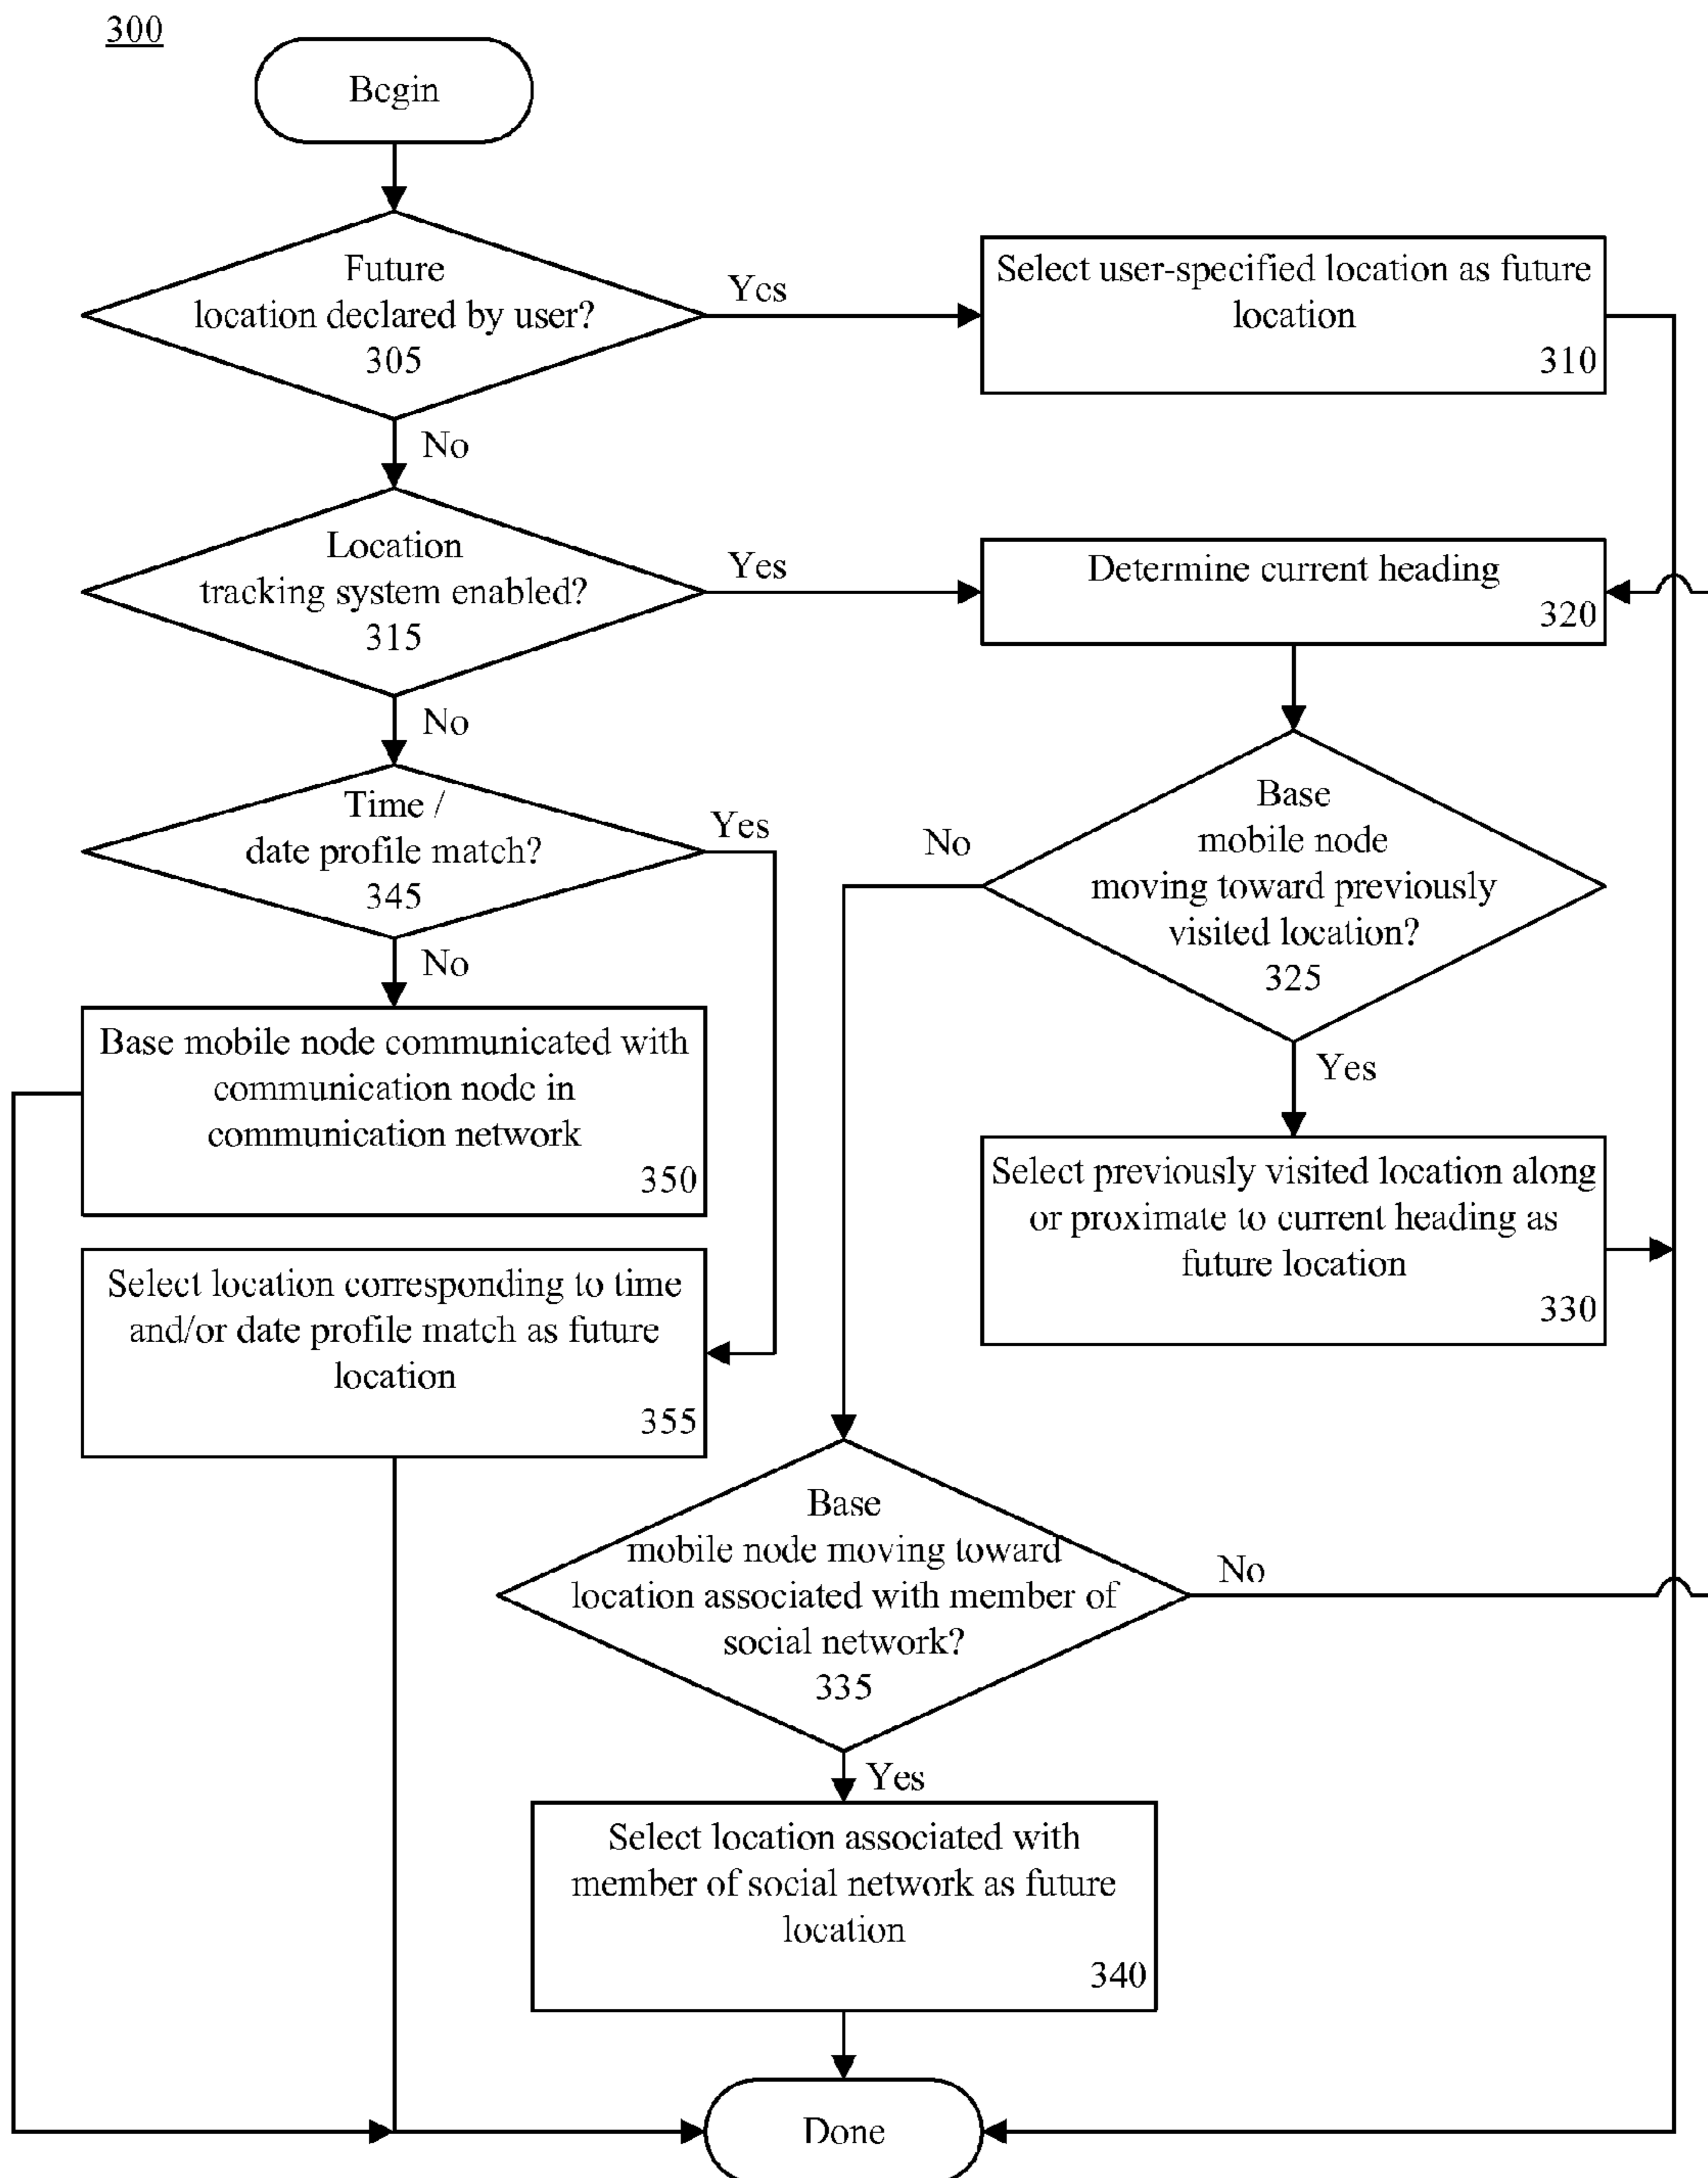 300
Begin
Future
location declared by user?
305
Yes
Select user-specified location as future
location
310
No
Location
tracking system enabled?
315
Yes
Determine current heading
320
No
Time /
date profile match?
345
Yes
No
Base
mobile node
moving toward previously
visited location?
325
No
Yes
Base mobile node communicated with
communication node in
communication network
350
Select previously visited location along
or proximate to current heading as
future location
330
Select location corresponding to time
and/or date profile match as future
location
355
Base
mobile node moving toward
location associated with member of
social network?
335
No
Yes
Select location associated with
member of social network as future
location
340
Done